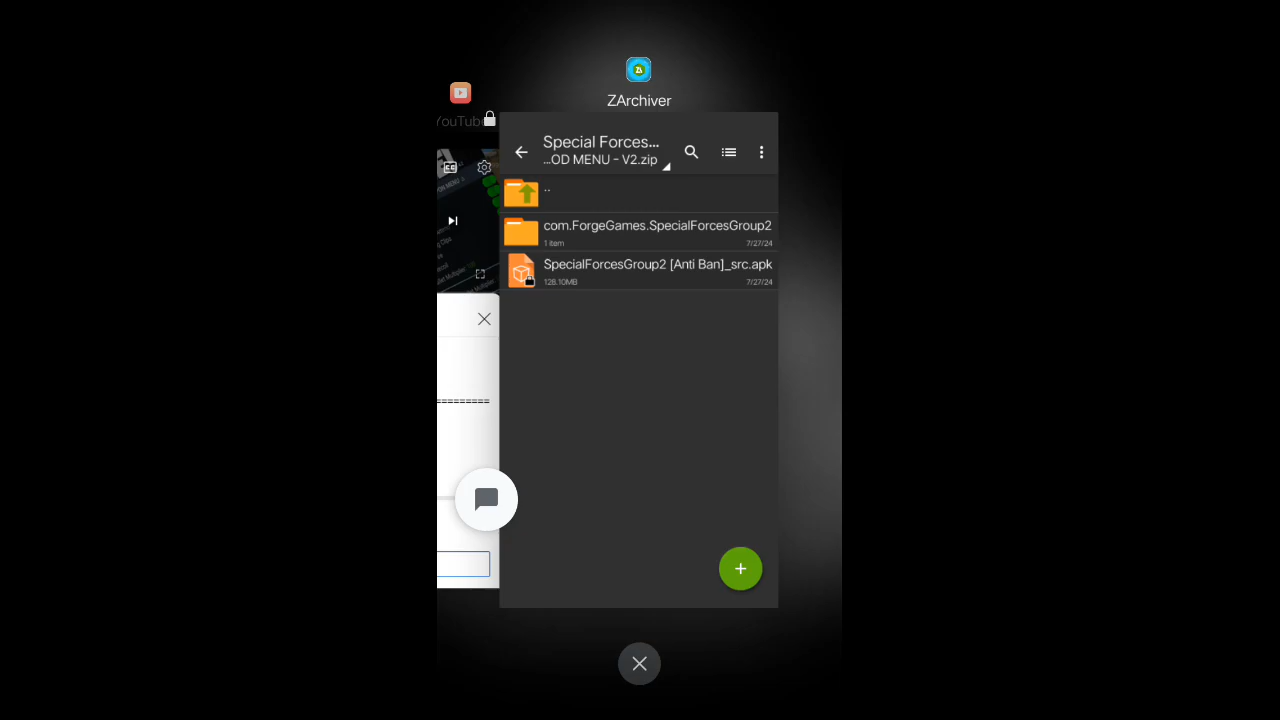 ZArchiver
YouTube
Special Forces...
...OD MENU - V2.zip
..
com.ForgeGames.SpecialForcesGroup2
1 item
7/27/24
SpecialForcesGroup2 [Anti Ban]_src.apk
128.10MB
7/27/24
CC
=========